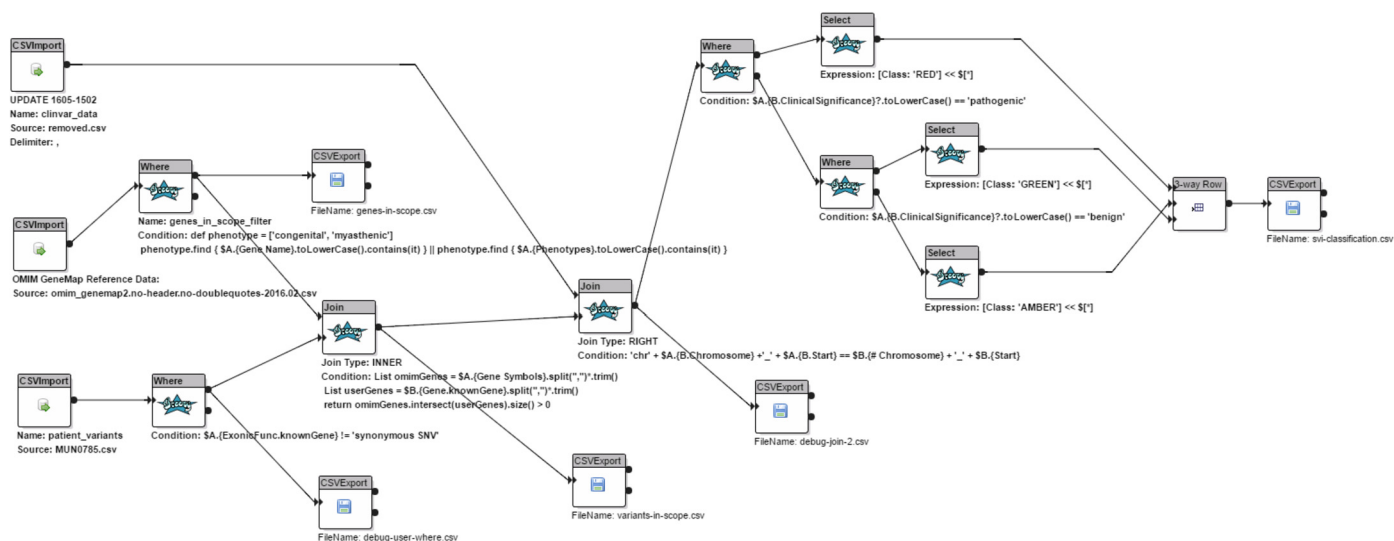 CSVImport
UPDATE 1605-1502
Name: clinvar_data
Source: removed.csv
Delimiter: ,
Where
Name: genes_in_scope_filter
Condition: def phenotype = ['congenital', 'myasthenic']
phenotype.find { $A.{Gene Name}.toLowerCase().contains(it) } || phenotype.find { $A.{Phenotypes}.toLowerCase().contains(it) }
CSVExport
FileName: genes-in-scope.csv
CSVImport
OMIM GeneMap Reference Data:
Source: omim_genemap2.no-header.no-doublequotes-2016.02.csv
Join
Join Type: INNER
Condition: List omimGenes = $A.{Gene Symbols}.split(",")*.trim()
List userGenes = $B.{Gene.knownGene}.split(",")*.trim()
return omimGenes.intersect(userGenes).size() > 0
CSVImport
Name: patient_variants
Source: MUN0785.csv
Where
Condition: $A.{ExonicFunc.knownGene} != 'synonymous SNV'
CSVExport
FileName: debug-user-where.csv
CSVExport
FileName: variants-in-scope.csv
Join
Join Type: RIGHT
Condition: 'chr' + $A.{B.Chromosome} +'_' + $A.{B.Start} == $B.{# Chromosome} + '_' + $B.{Start}
CSVExport
FileName: debug-join-2.csv
Where
Condition: $A.{B.ClinicalSignificance}?.toLowerCase() == 'pathogenic'
Select
Expression: [Class: 'RED'] << $[*]
Where
Condition: $A.{B.ClinicalSignificance}?.toLowerCase() == 'benign'
Select
Expression: [Class: 'GREEN'] << $[*]
Select
Expression: [Class: 'AMBER'] << $[*]
3-way Row
CSVExport
FileName: svi-classification.csv